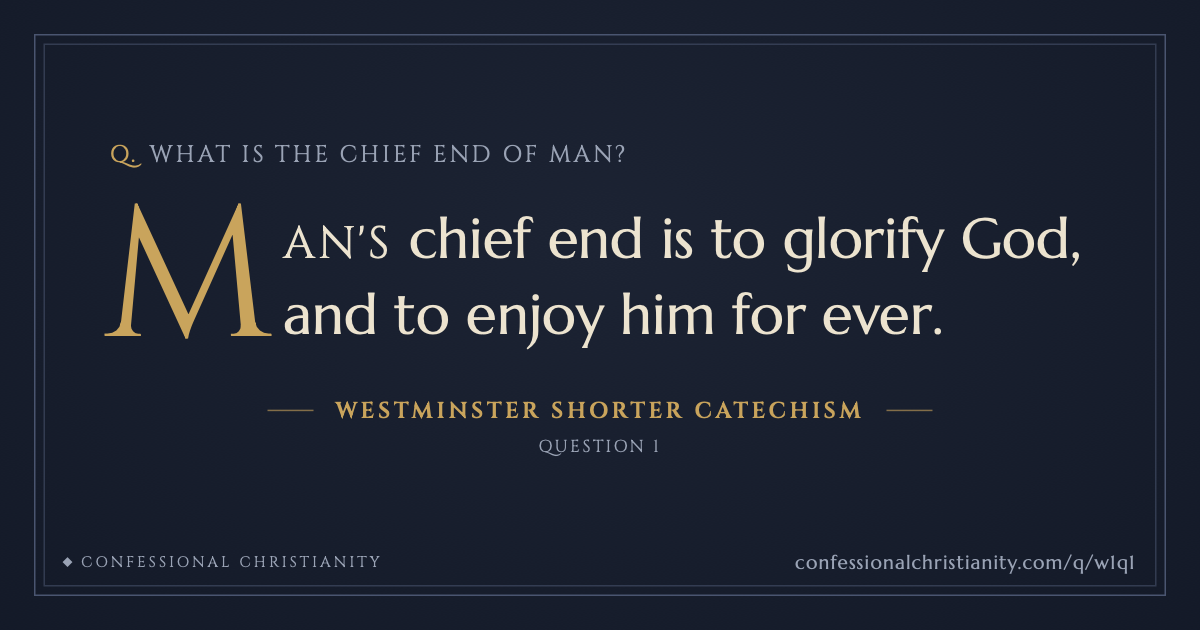 Q. WHAT IS THE CHIEF END OF MAN?
MAN'S chief end is to glorify God,
and to enjoy him for ever.
WESTMINSTER SHORTER CATECHISM
QUESTION 1
◆ CONFESSIONAL CHRISTIANITY
confessionalchristianity.com/q/w1q1